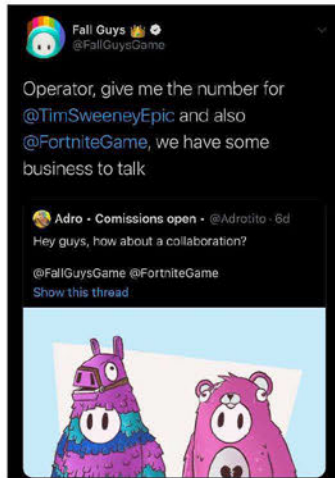 Fall Guys 👑
@FallGuysGame
Operator, give me the number for
@TimSweeneyEpic and also
@FortniteGame, we have some
business to talk
Adro • Comissions open • @Adrotito · 6d
Hey guys, how about a collaboration?
@FallGuysGame @FortniteGame
Show this thread